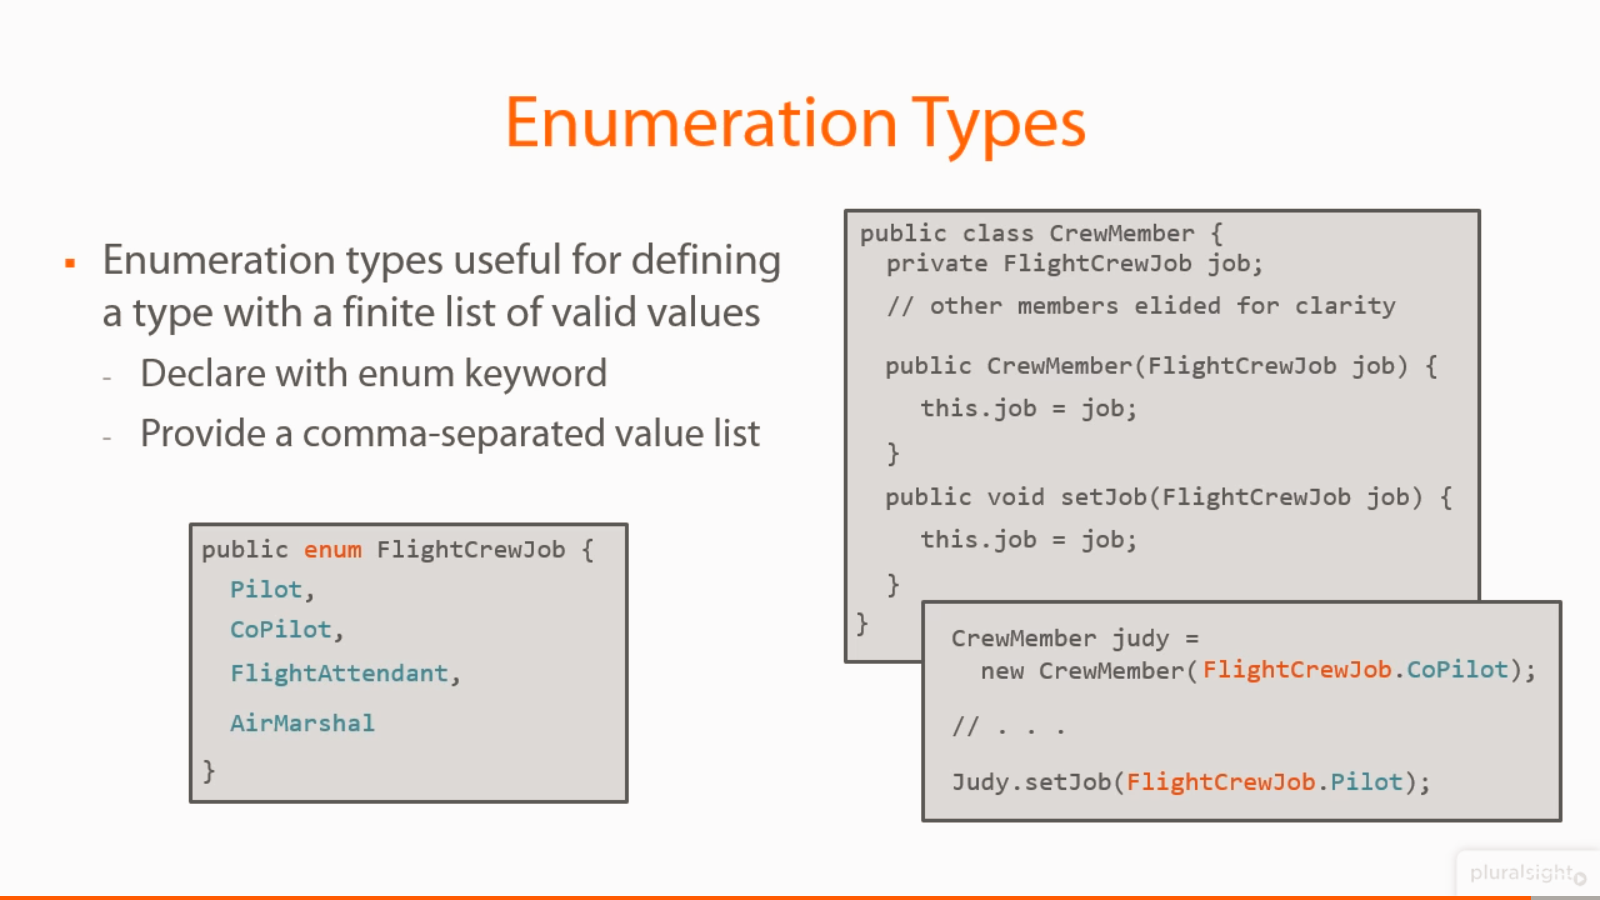 Enumeration Types
▪ Enumeration types useful for defining
a type with a finite list of valid values
- Declare with enum keyword
- Provide a comma-separated value list
public enum FlightCrewJob {
Pilot,
CoPilot,
FlightAttendant,
AirMarshal
}
public class CrewMember {
private FlightCrewJob job;
// other members elided for clarity
public CrewMember(FlightCrewJob job) {
this.job = job;
}
public void setJob(FlightCrewJob job) {
this.job = job;
}
}
CrewMember judy =
new CrewMember(FlightCrewJob.CoPilot);
// . . .
Judy.setJob(FlightCrewJob.Pilot);
pluralsight